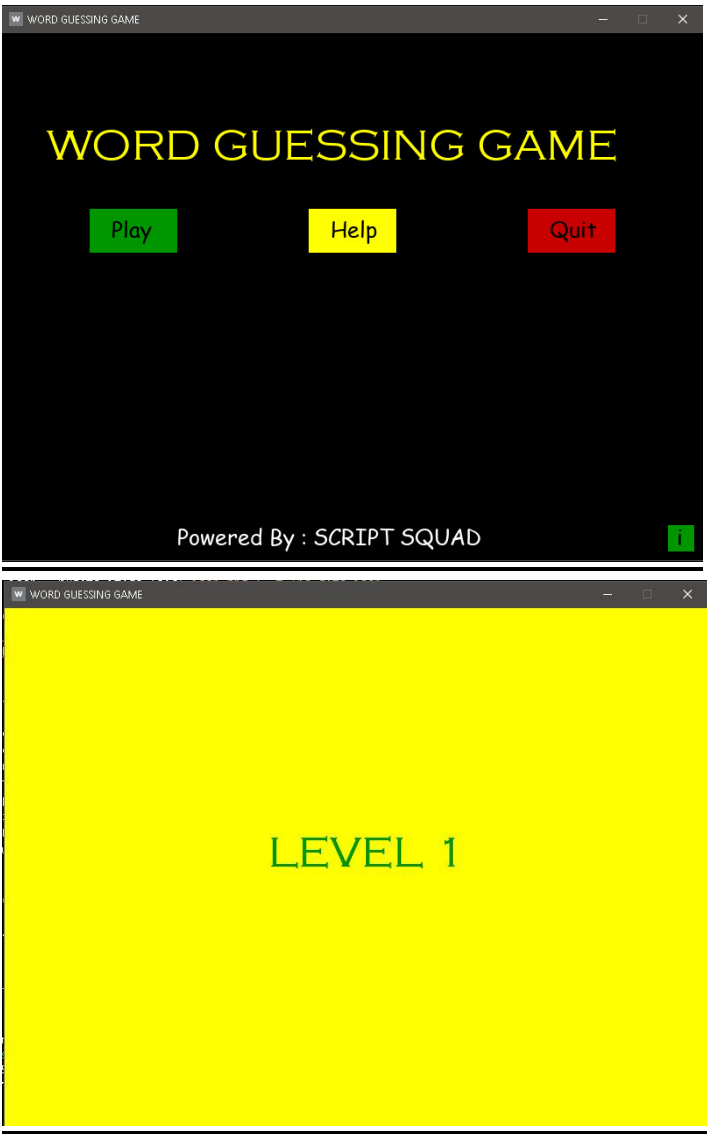 W WORD GUESSING GAME
WORD GUESSING GAME
Play Help Quit
Powered By : SCRIPT SQUAD i
W WORD GUESSING GAME
LEVEL 1